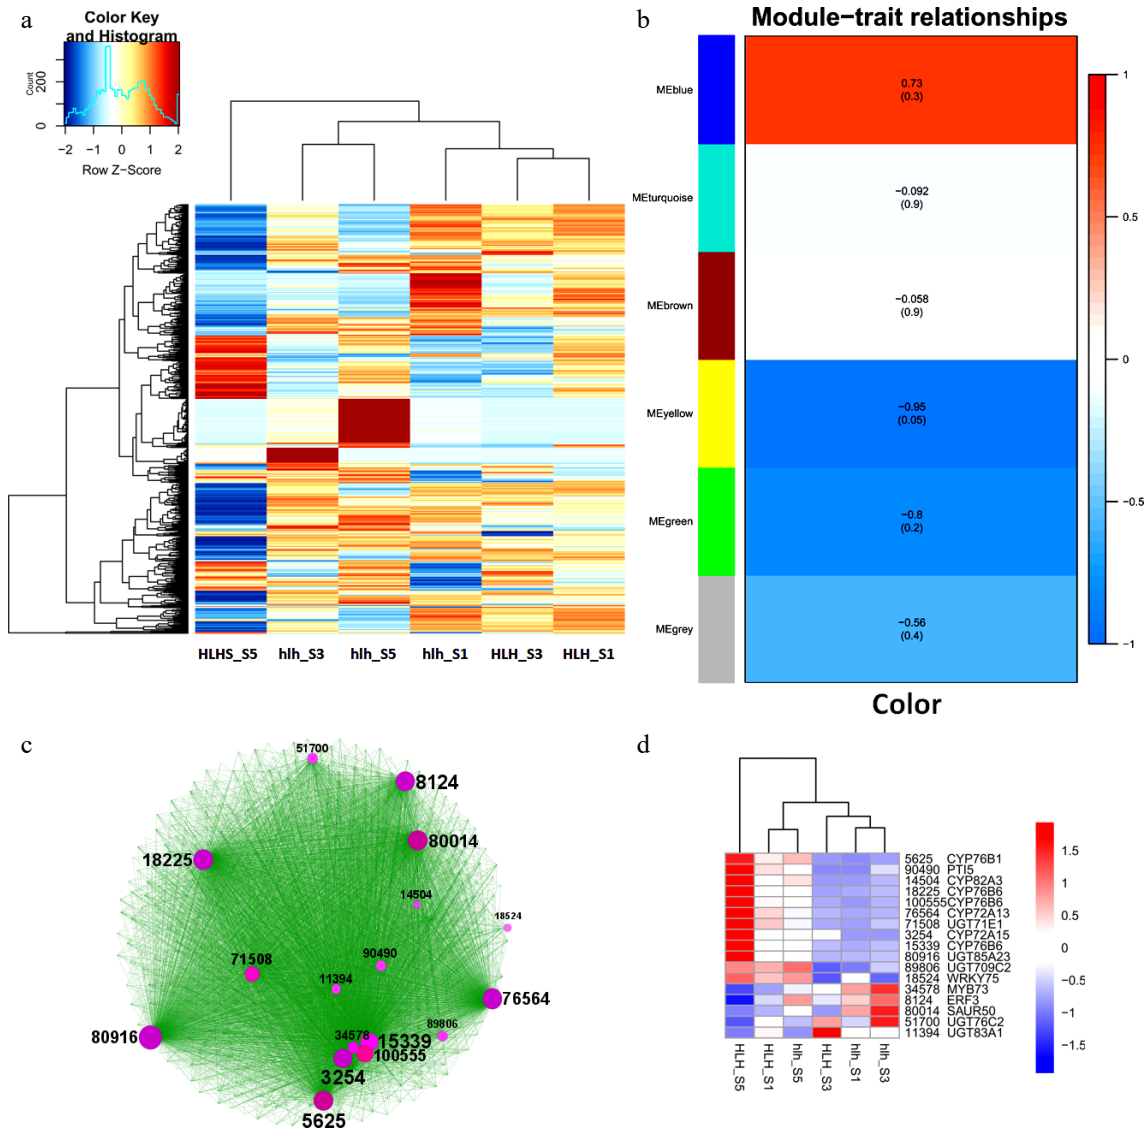 a
Color Key
and Histogram
Count
0
200
−2
−1
0
1
2
Row Z−Score
HLHS_S5
hlh_S3
hlh_S5
hlh_S1
HLH_S3
HLH_S1
b
Module−trait relationships
MEblue
MEturquoise
MEbrown
MEyellow
MEgreen
MEgrey
0.73
(0.3)
−0.092
(0.9)
−0.058
(0.9)
−0.95
(0.05)
−0.8
(0.2)
−0.56
(0.4)
1
0.5
0
−0.5
−1
Color
c
51700
8124
80014
18225
14504
18524
71508
90490
11394
76564
80916
89806
34578
15339
100555
3254
5625
d
5625 CYP76B1
90490 PTI5
14504 CYP82A3
18225 CYP76B6
100555CYP76B6
76564 CYP72A13
71508 UGT71E1
3254 CYP72A15
15339 CYP76B6
80916 UGT85A23
89806 UGT709C2
18524 WRKY75
34578 MYB73
8124 ERF3
80014 SAUR50
51700 UGT76C2
11394 UGT83A1
HLH_S5
HLH_S1
hlh_S5
HLH_S3
hlh_S1
hlh_S3
1.5
1
0.5
0
−0.5
−1
−1.5